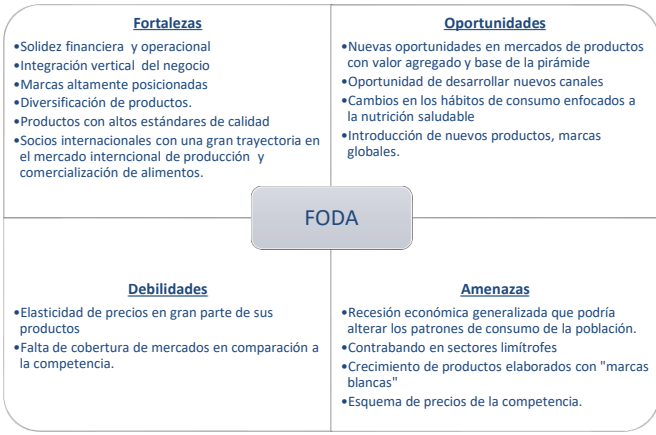 Fortalezas
•Solidez financiera y operacional
•Integración vertical del negocio
•Marcas altamente posicionadas
•Diversificación de productos.
•Productos con altos estándares de calidad
•Socios internacionales con una gran trayectoria en
el mercado interncional de producción y
comercialización de alimentos.
Oportunidades
•Nuevas oportunidades en mercados de productos
con valor agregado y base de la pirámide
•Oportunidad de desarrollar nuevos canales
•Cambios en los hábitos de consumo enfocados a
la nutrición saludable
•Introducción de nuevos productos, marcas
globales.
FODA
Debilidades
•Elasticidad de precios en gran parte de sus
productos
•Falta de cobertura de mercados en comparación a
la competencia.
Amenazas
•Recesión económica generalizada que podría
alterar los patrones de consumo de la población.
•Contrabando en sectores limítrofes
•Crecimiento de productos elaborados con "marcas
blancas"
•Esquema de precios de la competencia.